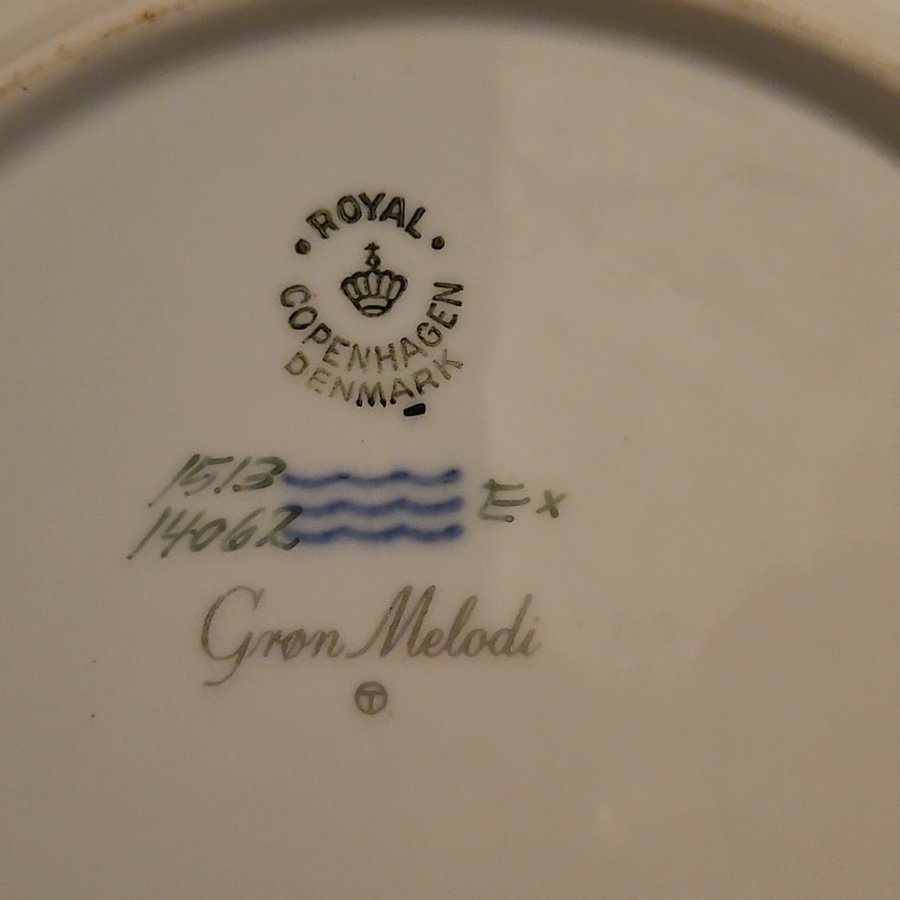 • ROYAL •
COPENHAGEN
DENMARK
1513
14062
Ex
Grøn Melodi
T